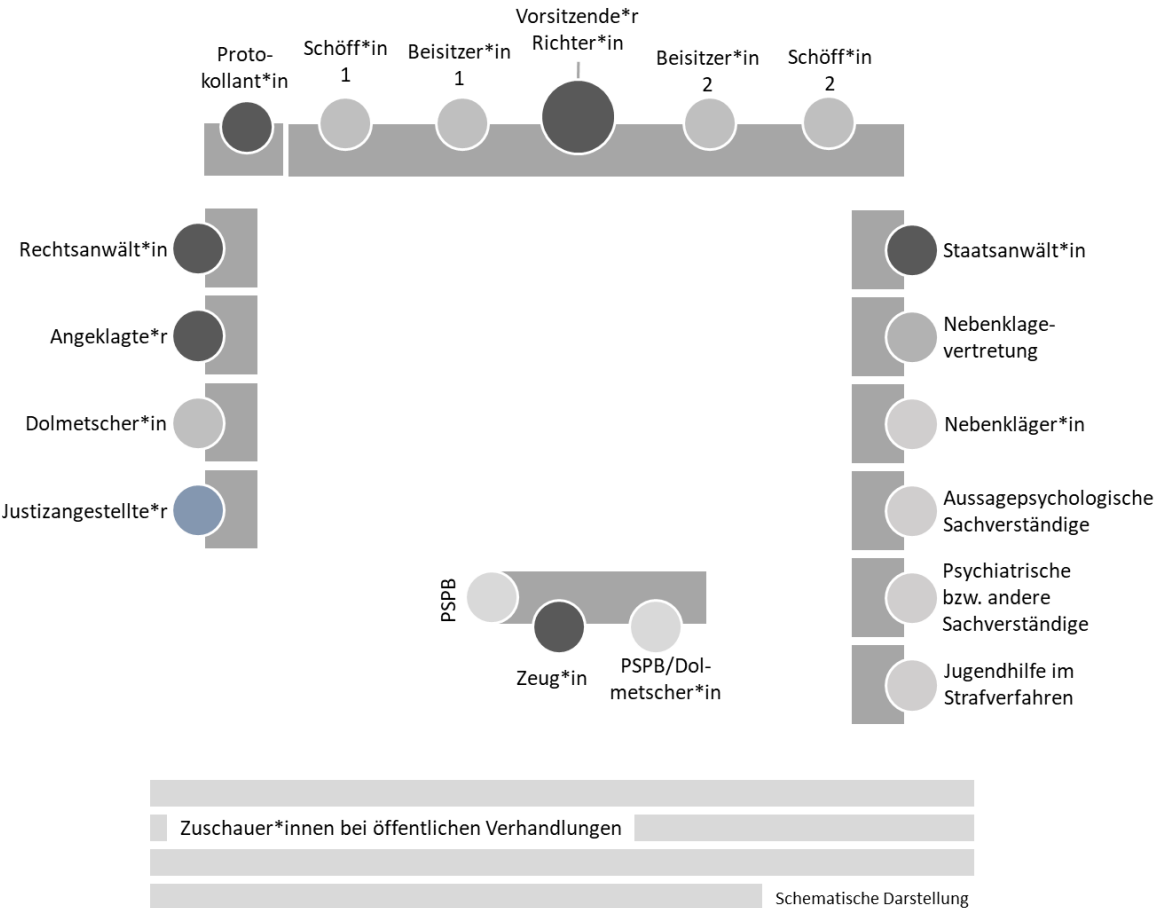 Vorsitzende*r
Richter*in
Proto-
kollant*in
Schöff*in
1
Beisitzer*in
1
Beisitzer*in
2
Schöff*in
2
Rechtsanwält*in
Angeklagte*r
Dolmetscher*in
Justizangestellte*r
Staatsanwält*in
Nebenklage-
vertretung
Nebenkläger*in
Aussagepsychologische
Sachverständige
Psychiatrische
bzw. andere
Sachverständige
Jugendhilfe im
Strafverfahren
PSPB
Zeug*in
PSPB/Dol-
metscher*in
Zuschauer*innen bei öffentlichen Verhandlungen
Schematische Darstellung